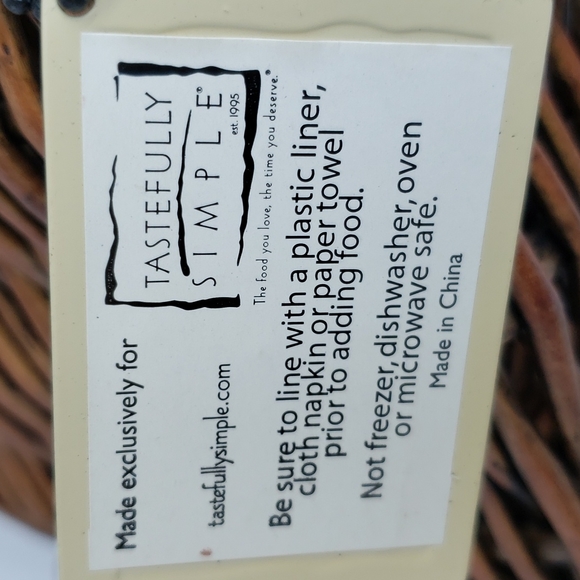 Made exclusively for
TASTEFULLY
SIMPLE®
est. 1995
The food you love, the time you deserve.®
tastefullysimple.com
Be sure to line with a plastic liner,
cloth napkin or paper towel
prior to adding food.
Not freezer, dishwasher, oven
or microwave safe.
Made in China